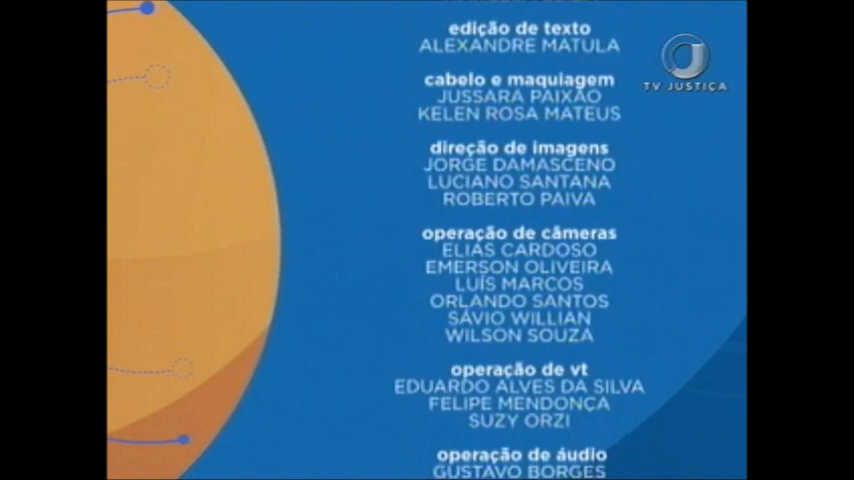 edição de texto
ALEXANDRE MATULA
TV JUSTIÇA
cabelo e maquiagem
JUSSARA PAIXÃO
KELEN ROSA MATEUS
direção de imagens
JORGE DAMASCENO
LUCIANO SANTANA
ROBERTO PAIVA
operação de câmeras
ELIAS CARDOSO
EMERSON OLIVEIRA
LUÍS MARCOS
ORLANDO SANTOS
SÁVIO WILLIAN
WILSON SOUZA
operação de vt
EDUARDO ALVES DA SILVA
FELIPE MENDONÇA
SUZY ORZI
operação de áudio
GUSTAVO BORGES